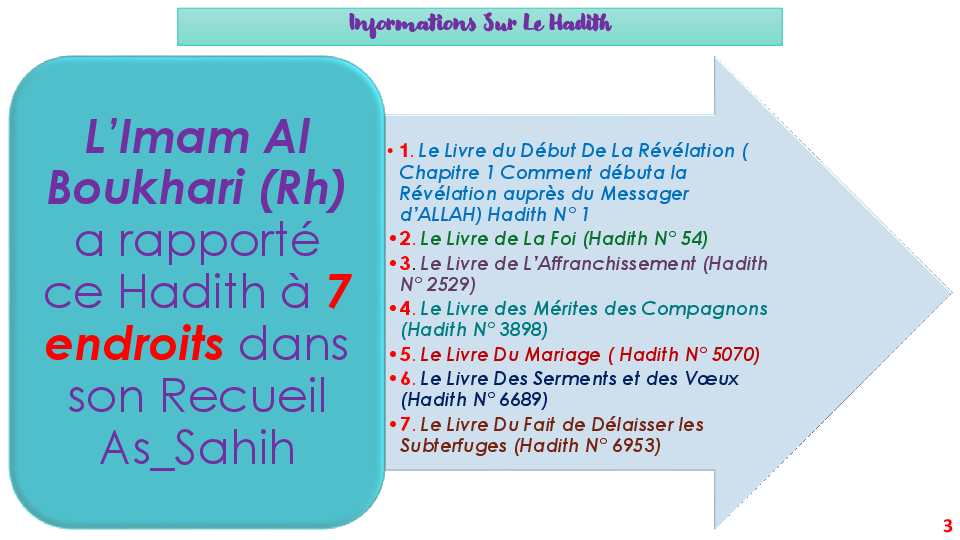 Informations Sur Le Hadith
L’Imam Al
Boukhari (Rh)
a rapporté
ce Hadith à 7
endroits dans
son Recueil
As_Sahih
• 1. Le Livre du Début De La Révélation (
Chapitre 1 Comment débuta la
Révélation auprès du Messager
d’ALLAH) Hadith N° 1
• 2. Le Livre de La Foi (Hadith N° 54)
• 3. Le Livre de L’Affranchissement (Hadith
N° 2529)
• 4. Le Livre des Mérites des Compagnons
(Hadith N° 3898)
• 5. Le Livre Du Mariage ( Hadith N° 5070)
• 6. Le Livre Des Serments et des Vœux
(Hadith N° 6689)
• 7. Le Livre Du Fait de Délaisser les
Subterfuges (Hadith N° 6953)
3